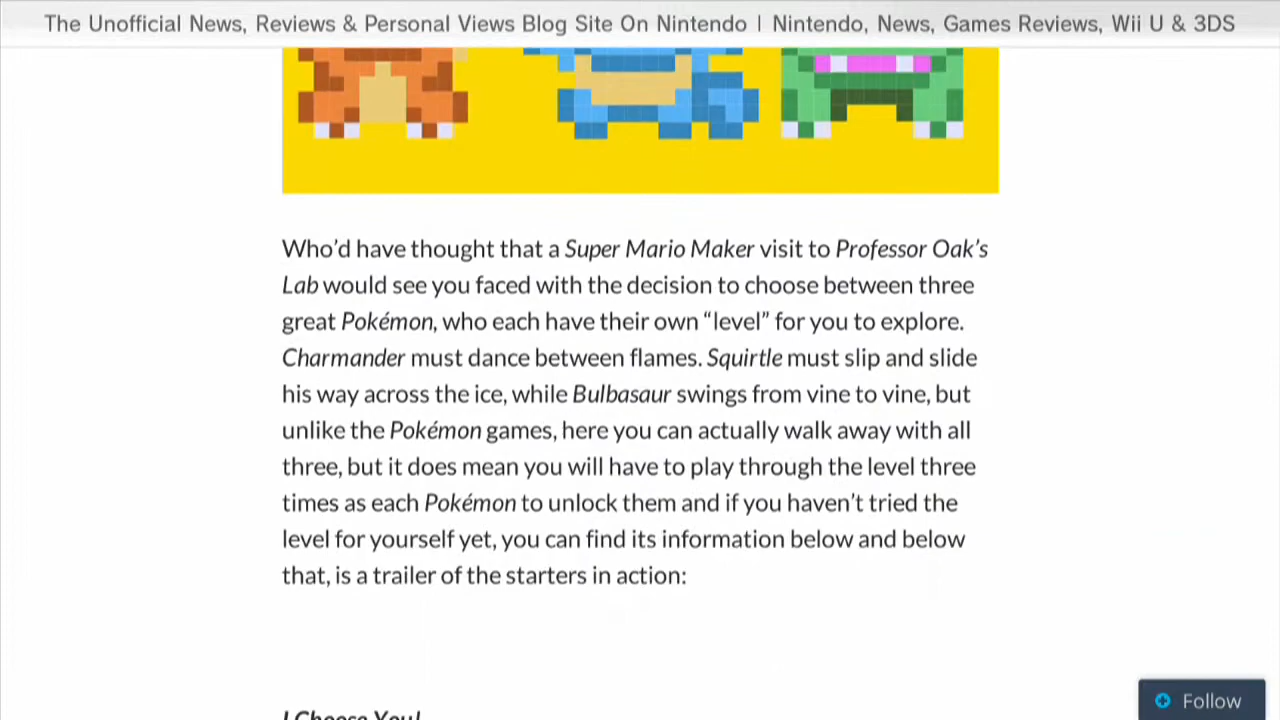 The Unofficial News, Reviews & Personal Views Blog Site On Nintendo | Nintendo, News, Games Reviews, Wii U & 3DS
Who’d have thought that a Super Mario Maker visit to Professor Oak’s
Lab would see you faced with the decision to choose between three
great Pokémon, who each have their own “level” for you to explore.
Charmander must dance between flames. Squirtle must slip and slide
his way across the ice, while Bulbasaur swings from vine to vine, but
unlike the Pokémon games, here you can actually walk away with all
three, but it does mean you will have to play through the level three
times as each Pokémon to unlock them and if you haven’t tried the
level for yourself yet, you can find its information below and below
that, is a trailer of the starters in action:
I Choose You!
Follow